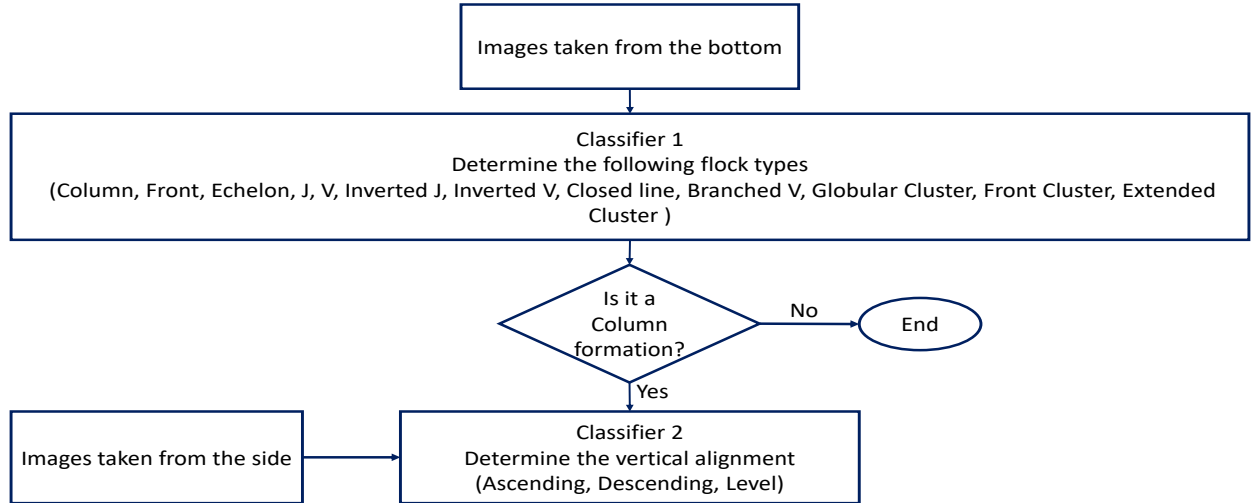 Images taken from the bottom
Classifier 1
Determine the following flock types
(Column, Front, Echelon, J, V, Inverted J, Inverted V, Closed line, Branched V, Globular Cluster, Front Cluster, Extended
Cluster )
Is it a
Column
formation?
No
End
Yes
Images taken from the side
Classifier 2
Determine the vertical alignment
(Ascending, Descending, Level)